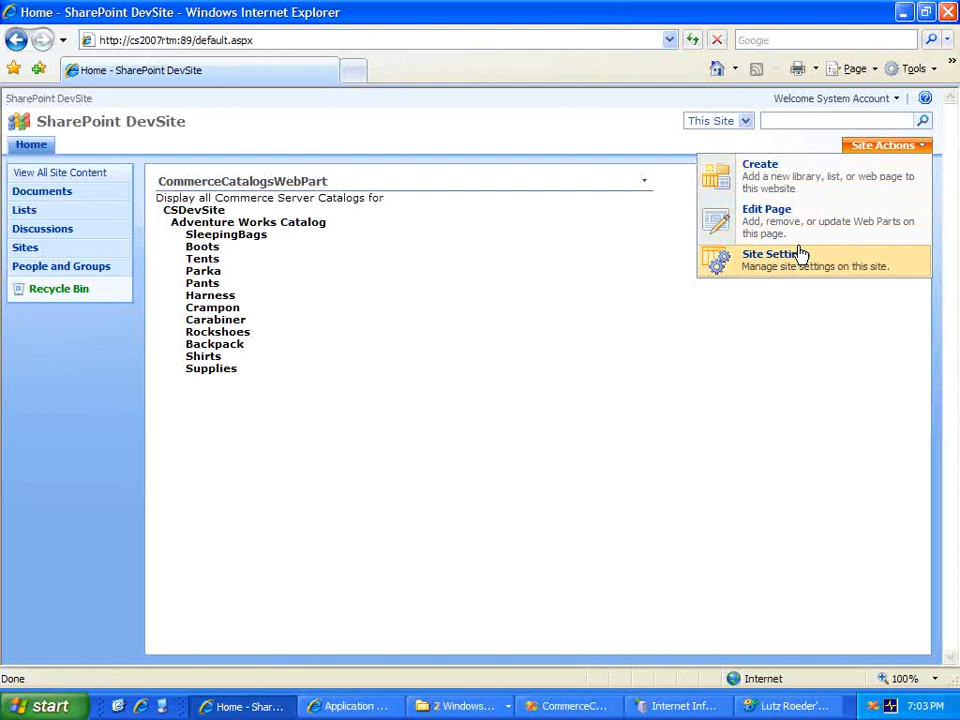 Home - SharePoint DevSite - Windows Internet Explorer
http://cs2007rtm:89/default.aspx
Google
Home - SharePoint DevSite
Page
Tools
SharePoint DevSite
Welcome System Account
SharePoint DevSite
This Site
Home
Site Actions
View All Site Content
Documents
Lists
Discussions
Sites
People and Groups
Recycle Bin
CommerceCatalogsWebPart
Display all Commerce Server Catalogs for
CSDevSite
Adventure Works Catalog
SleepingBags
Boots
Tents
Parka
Pants
Harness
Crampon
Carabiner
Rockshoes
Backpack
Shirts
Supplies
Create
Add a new library, list, or web page to
this website.
Edit Page
Add, remove, or update Web Parts on
this page.
Site Setti
Manage site settings on this site.
Done
Internet
100%
start
Home - Shar...
Application ...
2 Windows...
CommerceC...
Internet Inf...
Lutz Roeder'...
7:03 PM